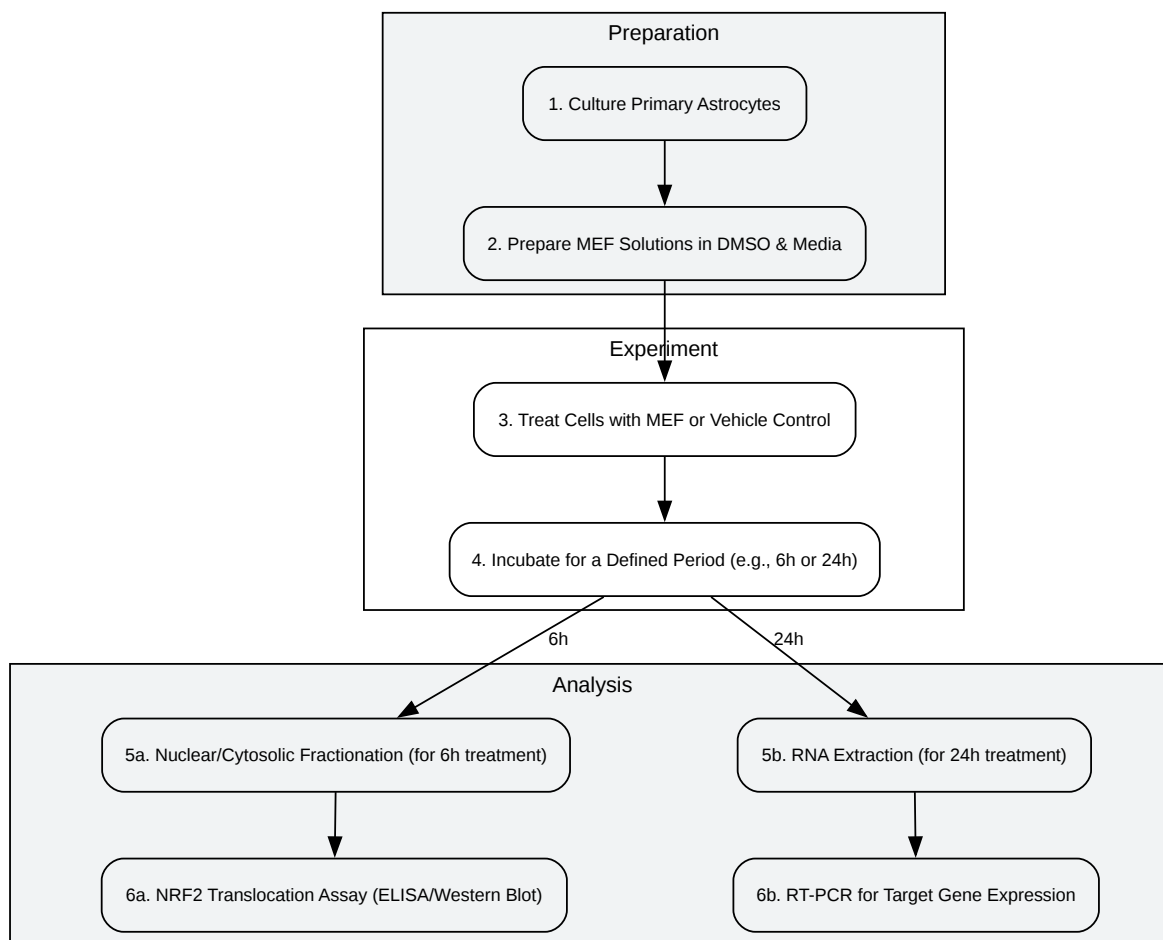 Preparation
1. Culture Primary Astrocytes
2. Prepare MEF Solutions in DMSO & Media
Experiment
3. Treat Cells with MEF or Vehicle Control
4. Incubate for a Defined Period (e.g., 6h or 24h)
6h
24h
Analysis
5a. Nuclear/Cytosolic Fractionation (for 6h treatment)
5b. RNA Extraction (for 24h treatment)
6a. NRF2 Translocation Assay (ELISA/Western Blot)
6b. RT-PCR for Target Gene Expression